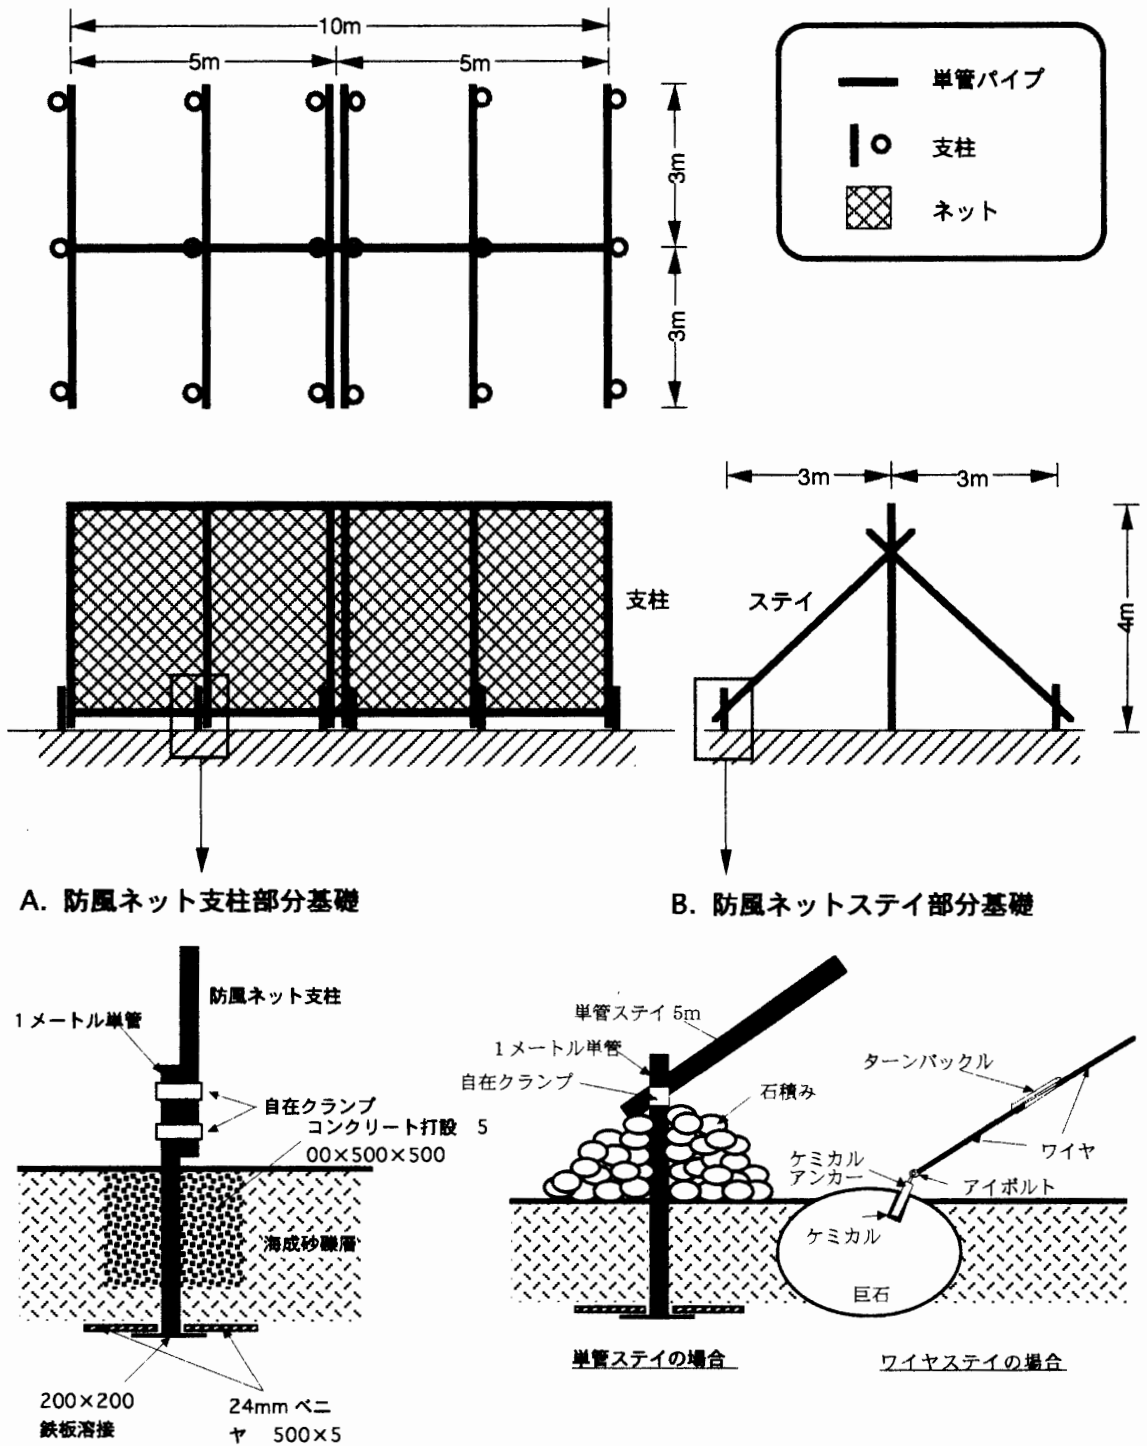 10m
5m
5m
3m
3m
単管パイプ
支柱
ネット
支柱
3m
3m
ステイ
4m
A. 防風ネット支柱部分基礎
B. 防風ネットステイ部分基礎
防風ネット支柱
1メートル単管
自在クランプ
コンクリート打設 5
00×500×500
海成砂礫層
200×200
鉄板溶接
24mm ベニ
ヤ 500×5
単管ステイ 5m
1メートル単管
自在クランプ
石積み
ターンバックル
ワイヤ
ケミカル
アンカー
アイボルト
ケミカル
巨石
単管ステイの場合
ワイヤステイの場合